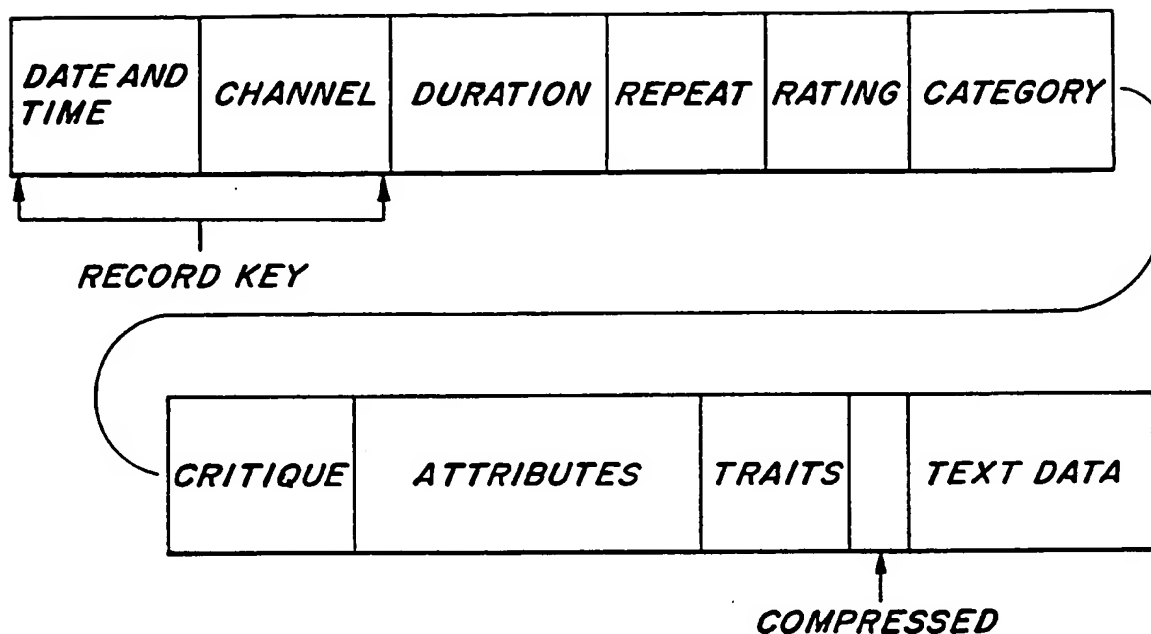 DATE AND
TIME
CHANNEL
DURATION
REPEAT
RATING
CATEGORY
RECORD KEY
CRITIQUE
ATTRIBUTES
TRAITS
TEXT DATA
COMPRESSED